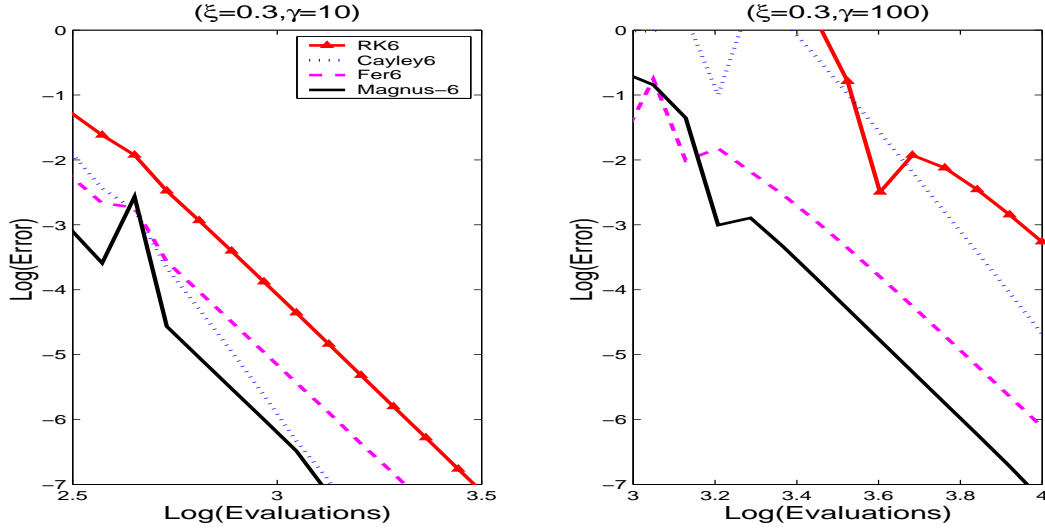 (ξ=0.3,γ=10)
0
−1
−2
−3
−4
−5
−6
−7
Log(Error)
2.5
3
3.5
Log(Evaluations)
RK6
Cayley6
Fer6
Magnus−6
(ξ=0.3,γ=100)
0
−1
−2
−3
−4
−5
−6
−7
Log(Error)
3
3.2
3.4
3.6
3.8
4
Log(Evaluations)